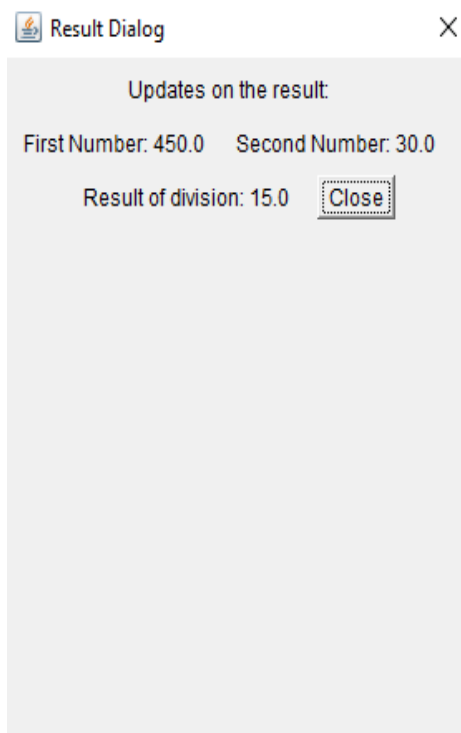 Result Dialog
Updates on the result:
First Number: 450.0 Second Number: 30.0
Result of division: 15.0 Close